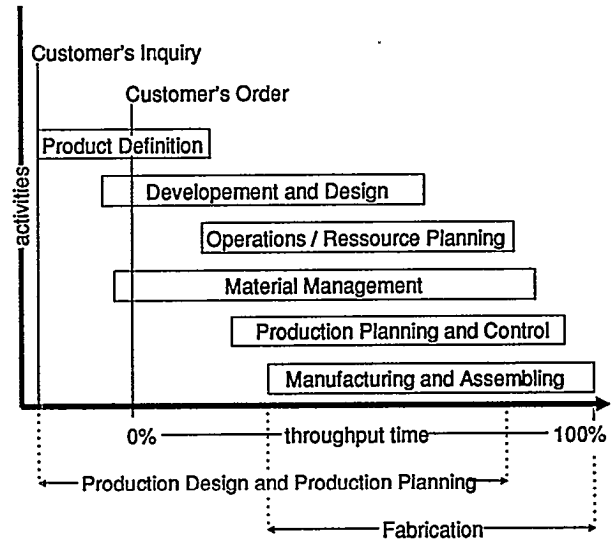 Customer's Inquiry
Customer's Order
Product Definition
Developement and Design
Operations / Ressource Planning
Material Management
Production Planning and Control
Manufacturing and Assembling
activities
0% throughput time 100%
Production Design and Production Planning
Fabrication